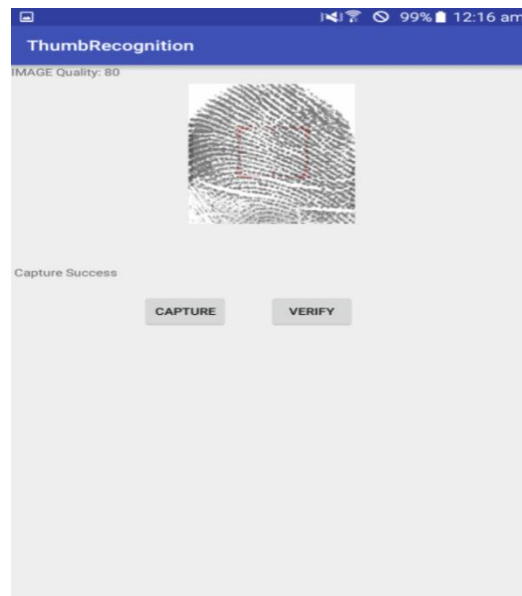 99% 12:16 am
ThumbRecognition
IMAGE Quality: 80
Capture Success
CAPTURE VERIFY